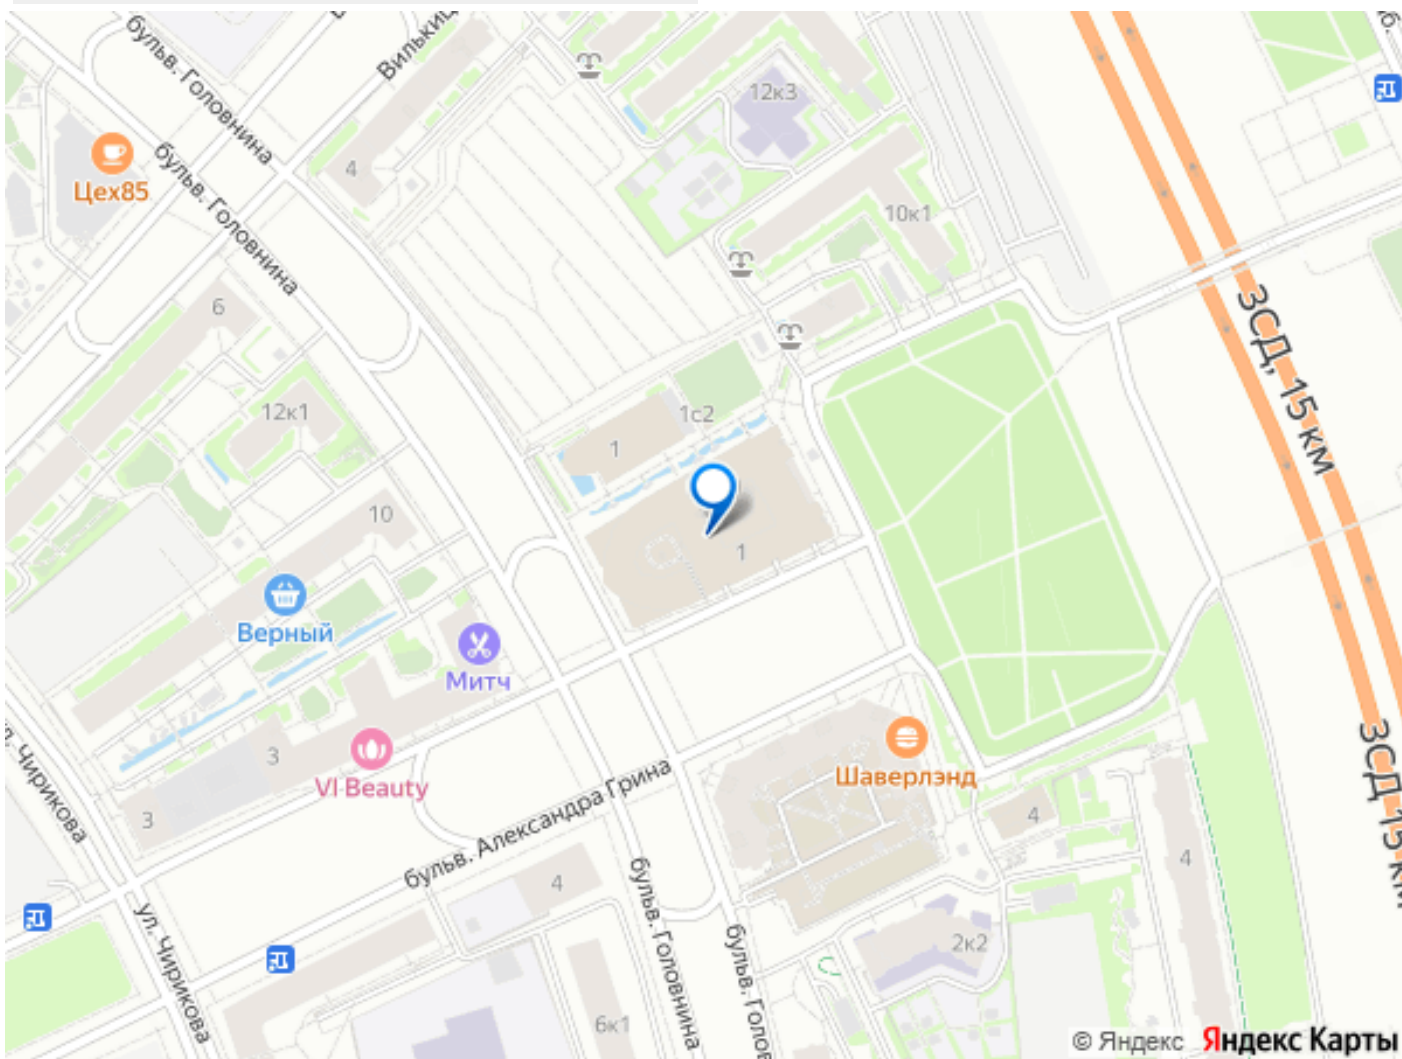 бульв. Головнина
Вилькиц
12к3
4
Цех85
бульв. Головнина
10к1
6
ЗСД, 15 км
12к1
1с2
1
10
1
Верный
Митч
3
VI Beauty
Шаверлэнд
3
ул. Чирикова
бульв. Александра Грина
4
4
ЗСД 15 км
4
ул. Чирикова
бульв. Головнина
бульв. Голов
2к2
6к1
© Яндекс Яндекс Карты